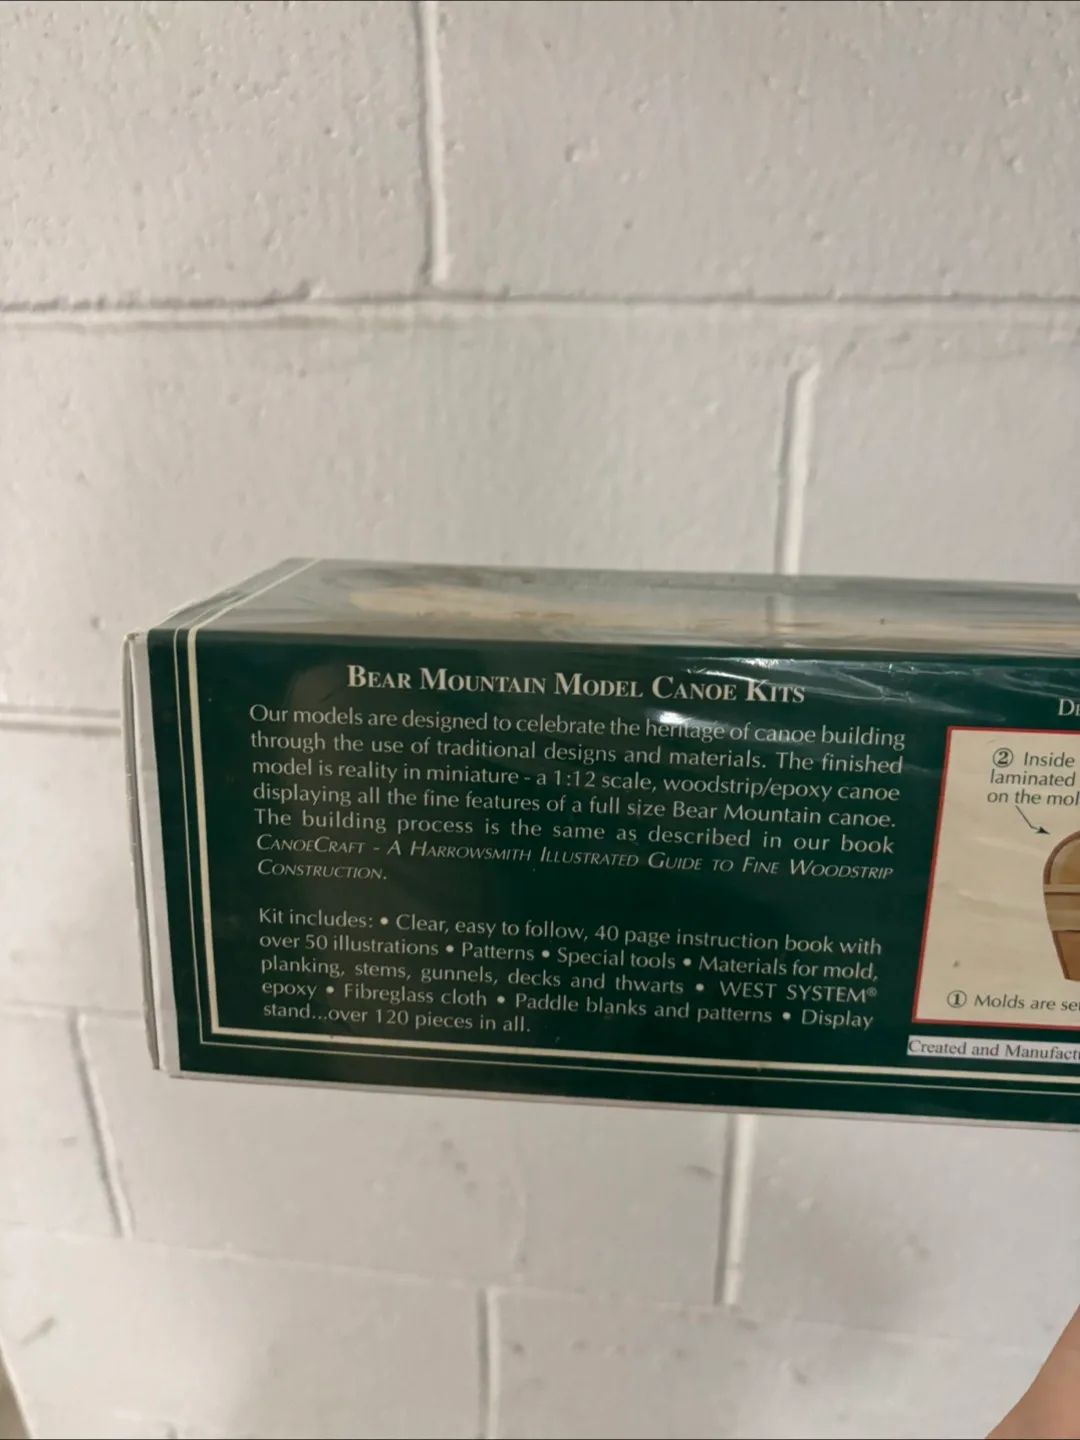 BEAR MOUNTAIN MODEL CANOE KITS
Our models are designed to celebrate the heritage of canoe building
through the use of traditional designs and materials. The finished
model is reality in miniature - a 1:12 scale, woodstrip/epoxy canoe
displaying all the fine features of a full size Bear Mountain canoe.
The building process is the same as described in our book
CANOECRAFT - A HARROWSMITH ILLUSTRATED GUIDE TO FINE WOODSTRIP
CONSTRUCTION.
Kit includes: • Clear, easy to follow, 40 page instruction book with
over 50 illustrations • Patterns • Special tools • Materials for mold,
planking, stems, gunnels, decks and thwarts • WEST SYSTEM®
epoxy • Fibreglass cloth • Paddle blanks and patterns • Display
stand...over 120 pieces in all.
② Inside
laminated
on the mol
① Molds are se
Created and Manufact